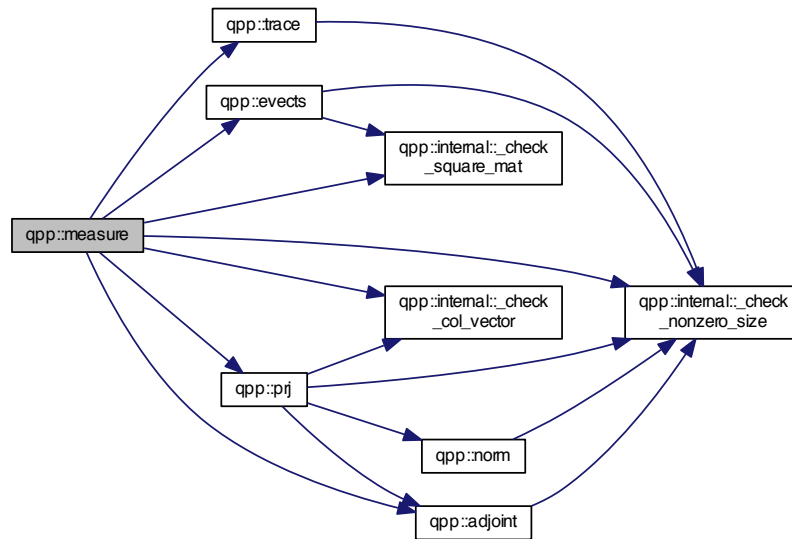 qpp::trace
qpp::evects
qpp::internal::_check
_square_mat
qpp::measure
qpp::internal::_check
_col_vector
qpp::internal::_check
_nonzero_size
qpp::prj
qpp::norm
qpp::adjoint